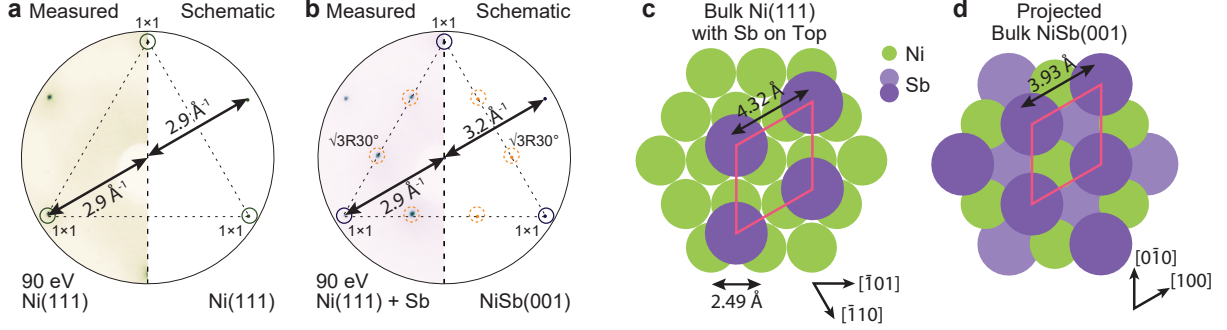 a Measured Schematic
1×1
2.9 Å⁻¹
2.9 Å⁻¹
1×1
1×1
90 eV
Ni(111)
Ni(111)
b Measured Schematic
1×1
3.2 Å⁻¹
√3R30°
√3R30°
2.9 Å⁻¹
1×1
1×1
90 eV
Ni(111) + Sb
NiSb(001)
c Bulk Ni(111)
with Sb on Top
4.32 Å
2.49 Å
[1̄01]
[1̄10]
Ni
Sb
d Projected
Bulk NiSb(001)
3.93 Å
[01̄0]
[100]